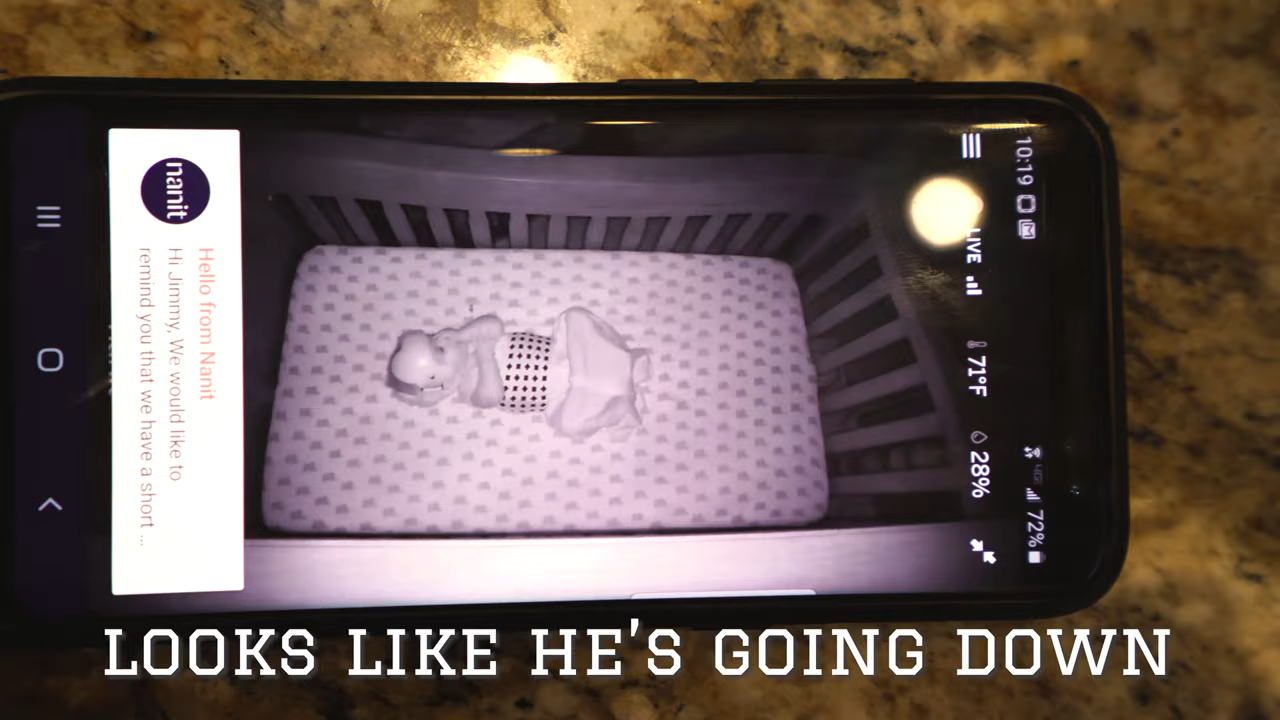 10:19
LIVE 71°F 28%
72%
nanit
Hello from Nanit
Hi Jimmy, We would like to
remind you that we have a short ...
LOOKS LIKE HE'S GOING DOWN